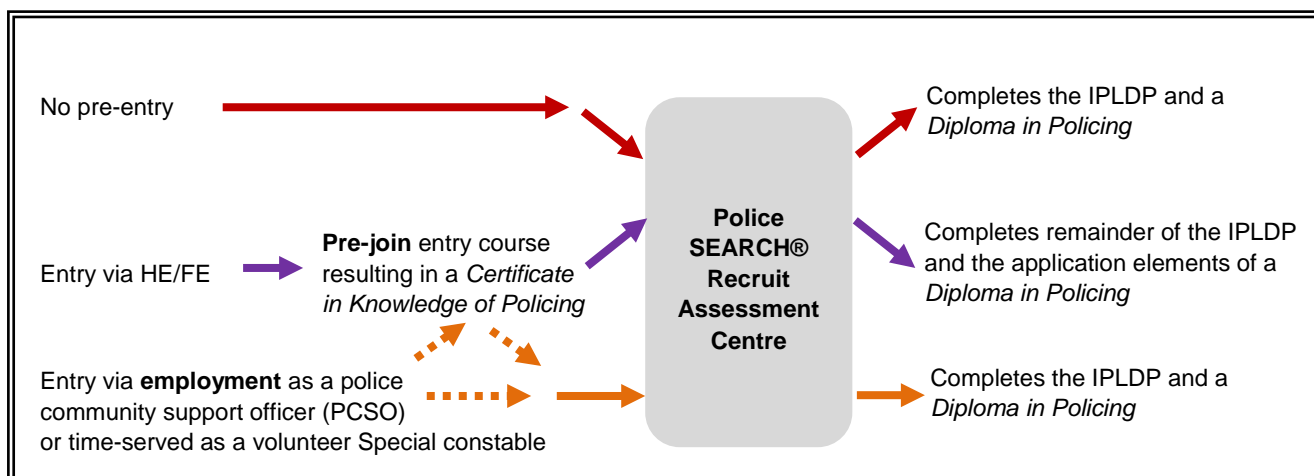 No pre-entry
Completes the IPLDP and a
Diploma in Policing
Entry via HE/FE
Pre-join entry course
resulting in a Certificate
in Knowledge of Policing
Police
SEARCH®
Recruit
Assessment
Centre
Completes remainder of the IPLDP
and the application elements of a
Diploma in Policing
Entry via employment as a police
community support officer (PCSO)
or time-served as a volunteer Special constable
Completes the IPLDP and a
Diploma in Policing